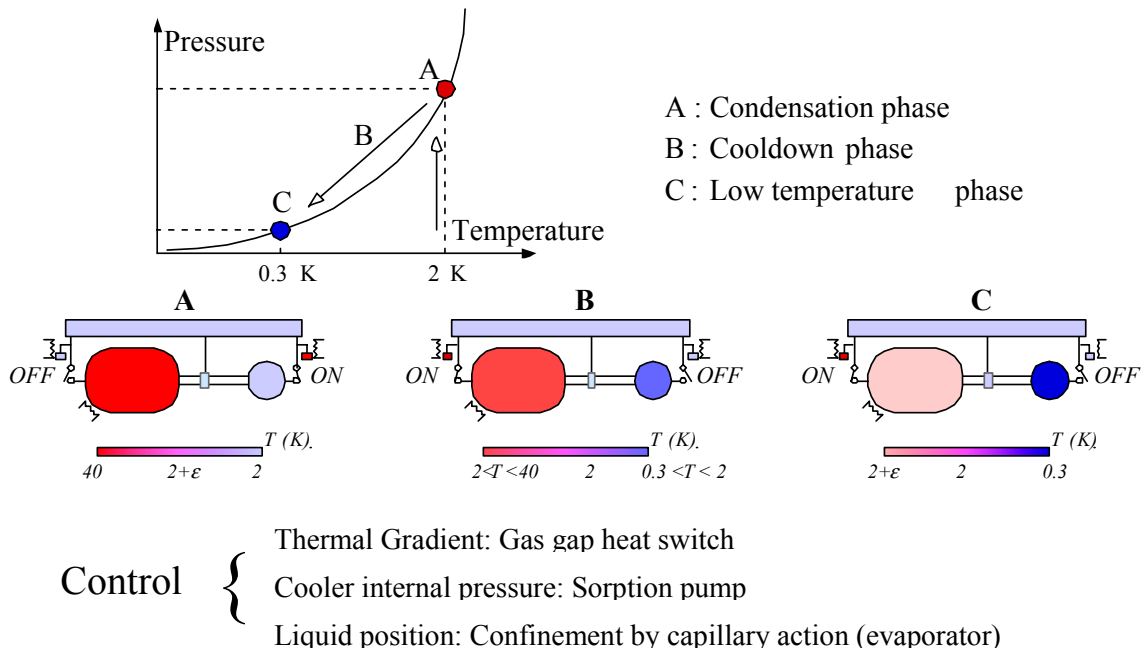 Pressure
A
B
C
Temperature
0.3 K
2 K
A : Condensation phase
B : Cooldown phase
C : Low temperature phase
A
B
C
OFF
ON
OFF
ON
OFF
T (K).
T (K).
T (K).
40
2+ε
2
2<T<40
2
0.3 <T< 2
2+ε
2
0.3
Control {
Thermal Gradient: Gas gap heat switch
Cooler internal pressure: Sorption pump
Liquid position: Confinement by capillary action (evaporator)